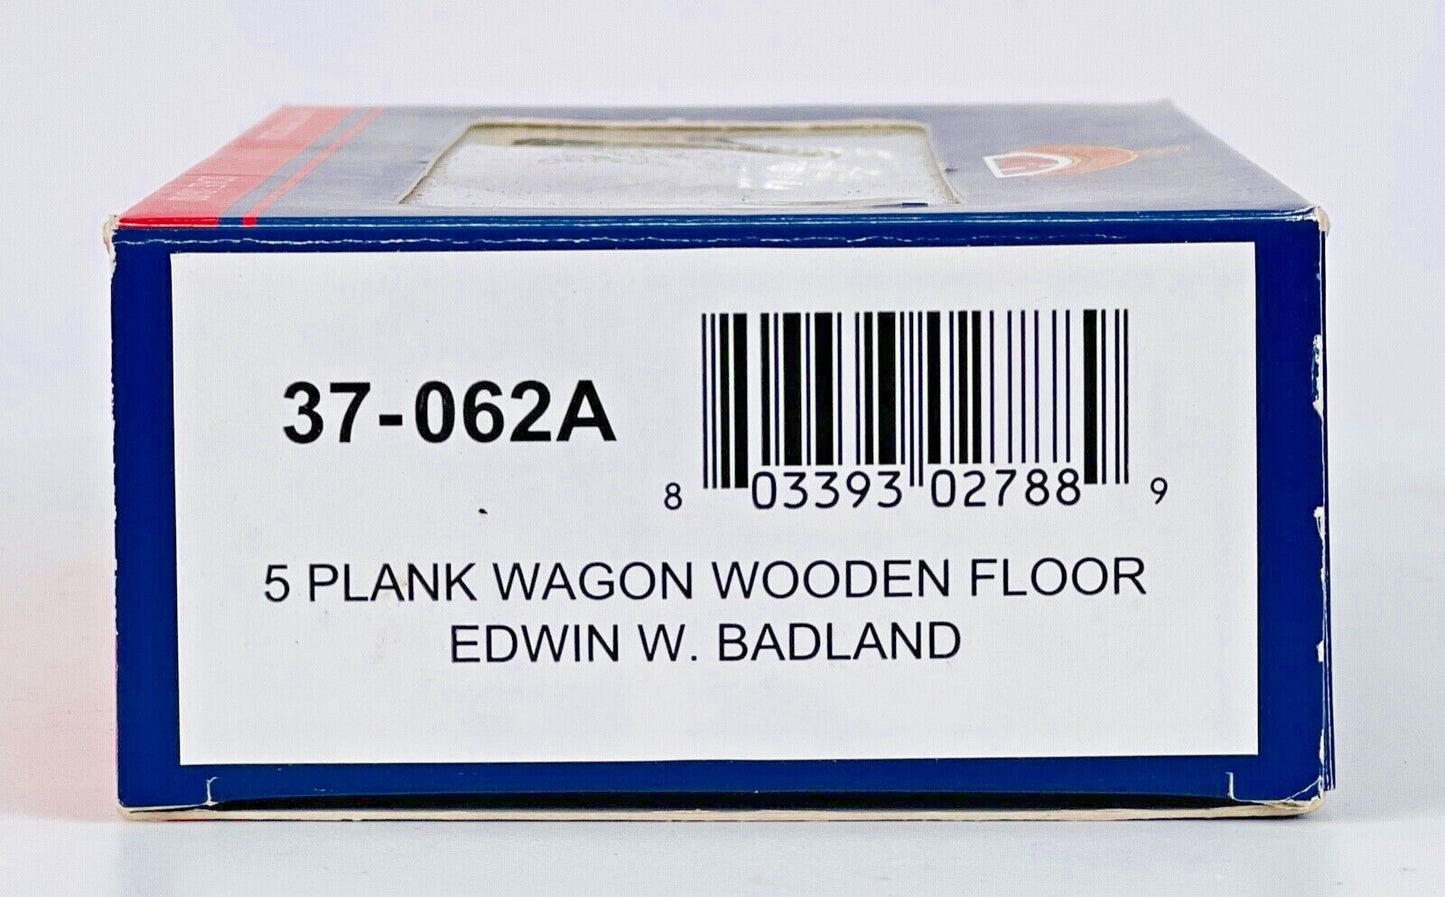 37-062A
8 03393 02788 9
5 PLANK WAGON WOODEN FLOOR
EDWIN W. BADLAND